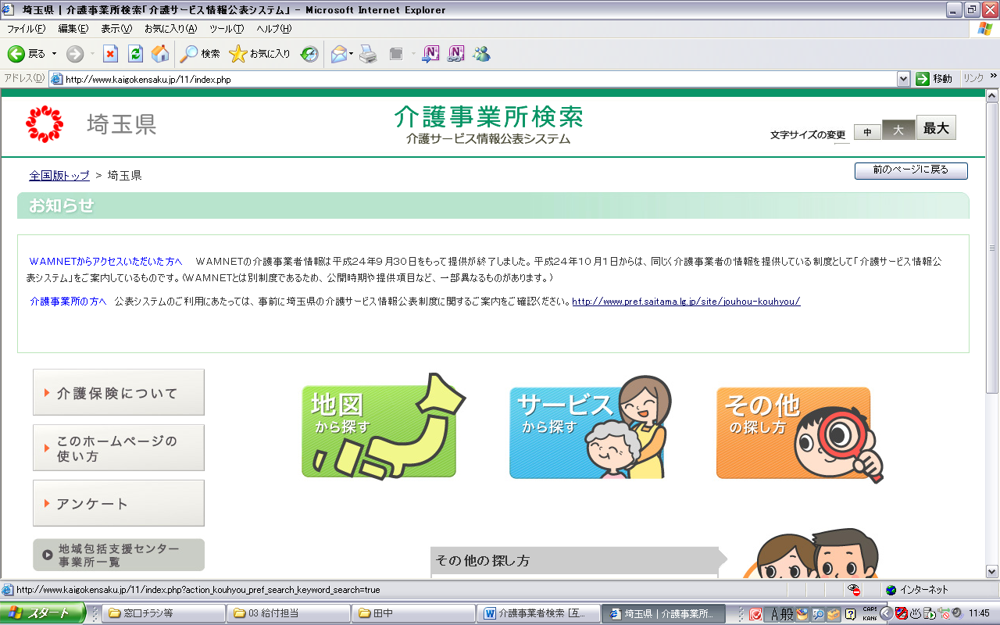 埼玉県 | 介護事業所検索「介護サービス情報公表システム」 - Microsoft Internet Explorer
ファイル(F) 編集(E) 表示(V) お気に入り(A) ツール(T) ヘルプ(H)
戻る 検索 お気に入り
アドレス(D) http://www.kaigokensaku.jp/11/index.php 移動 リンク »
埼玉県
介護事業所検索
介護サービス情報公表システム
文字サイズの変更 中 大 最大
全国版トップ > 埼玉県
前のページに戻る
お知らせ
WAMNETからアクセスいただいた方へ WAMNETの介護事業者情報は平成24年9月30日をもって提供が終了しました。平成24年10月1日からは、同じく介護事業者の情報を提供している制度として「介護サービス情報公
表システム」をご案内しているものです。(WAMNETとは別制度であるため、公開時期や提供項目など、一部異なるものがあります。)
介護事業所の方へ 公表システムのご利用にあたっては、事前に埼玉県の介護サービス情報公表制度に関するご案内をご確認ください。http://www.pref.saitama.lg.jp/site/jouhou-kouhyou/
介護保険について
このホームページの
使い方
アンケート
地域包括支援センター
事業所一覧
地図
から探す
サービス
から探す
その他
の探し方
その他の探し方
http://www.kaigokensaku.jp/11/index.php?action_kouhyou_pref_search_keyword_search=true
インターネット
スタート
窓口チラシ等
03 給付担当
田中
介護事業者検索 [互...
埼玉県 | 介護事業所...
A 般
CAPS
KANA
11:45